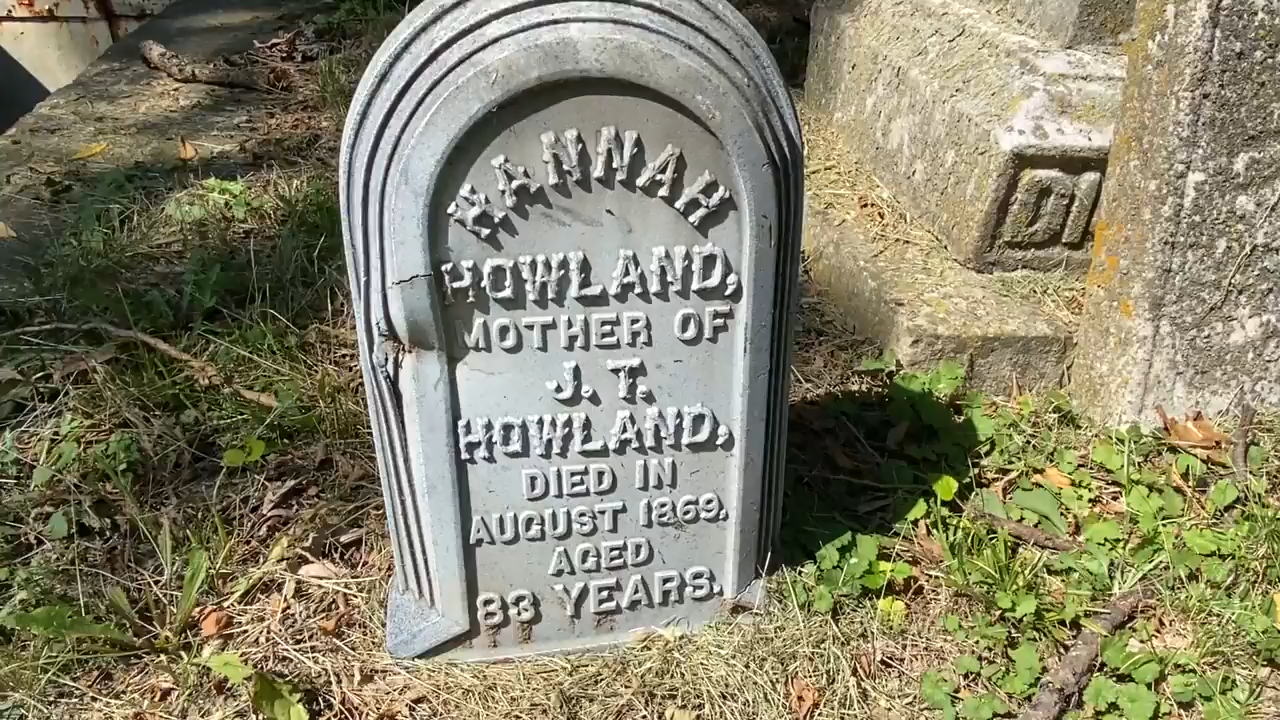 HANNAH
HOWLAND,
MOTHER OF
J. T.
HOWLAND,
DIED IN
AUGUST 1869.
AGED
83 YEARS.